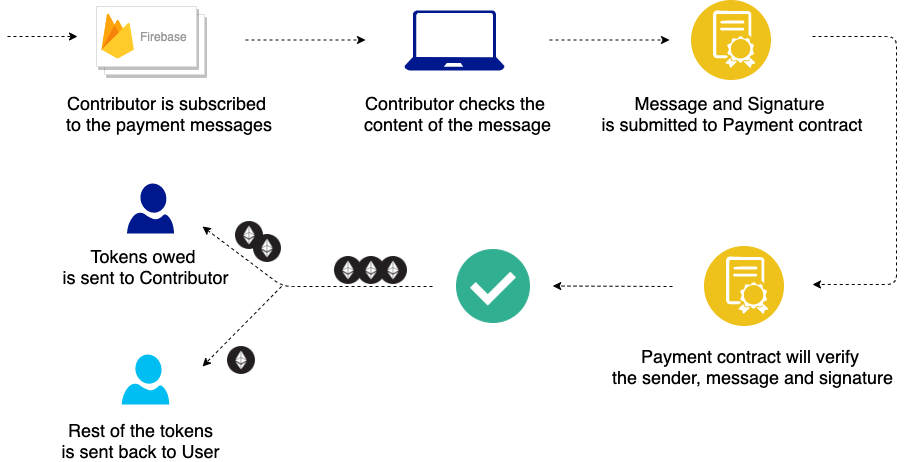 Firebase
Contributor is subscribed
to the payment messages
Contributor checks the
content of the message
Message and Signature
is submitted to Payment contract
Tokens owed
is sent to Contributor
Payment contract will verify
the sender, message and signature
Rest of the tokens
is sent back to User